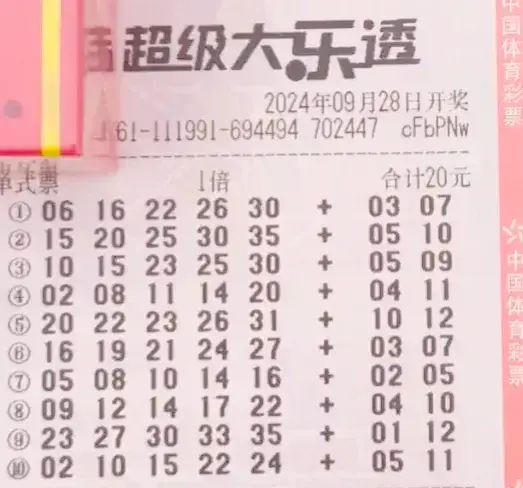 超级大乐透
2024年09月28日开奖
61-111991-694494 702447 cFbPNw
单式票 1倍 合计20元
① 06 16 22 26 30 + 03 07
② 15 20 25 30 35 + 05 10
③ 10 15 23 25 30 + 05 09
④ 02 08 11 14 20 + 04 11
⑤ 20 22 23 26 31 + 10 12
⑥ 16 19 21 24 27 + 03 07
⑦ 05 08 10 14 16 + 02 05
⑧ 09 12 14 17 22 + 04 10
⑨ 23 27 30 33 35 + 01 12
⑩ 02 10 15 22 24 + 05 11
中国体育彩票
中国体育彩票